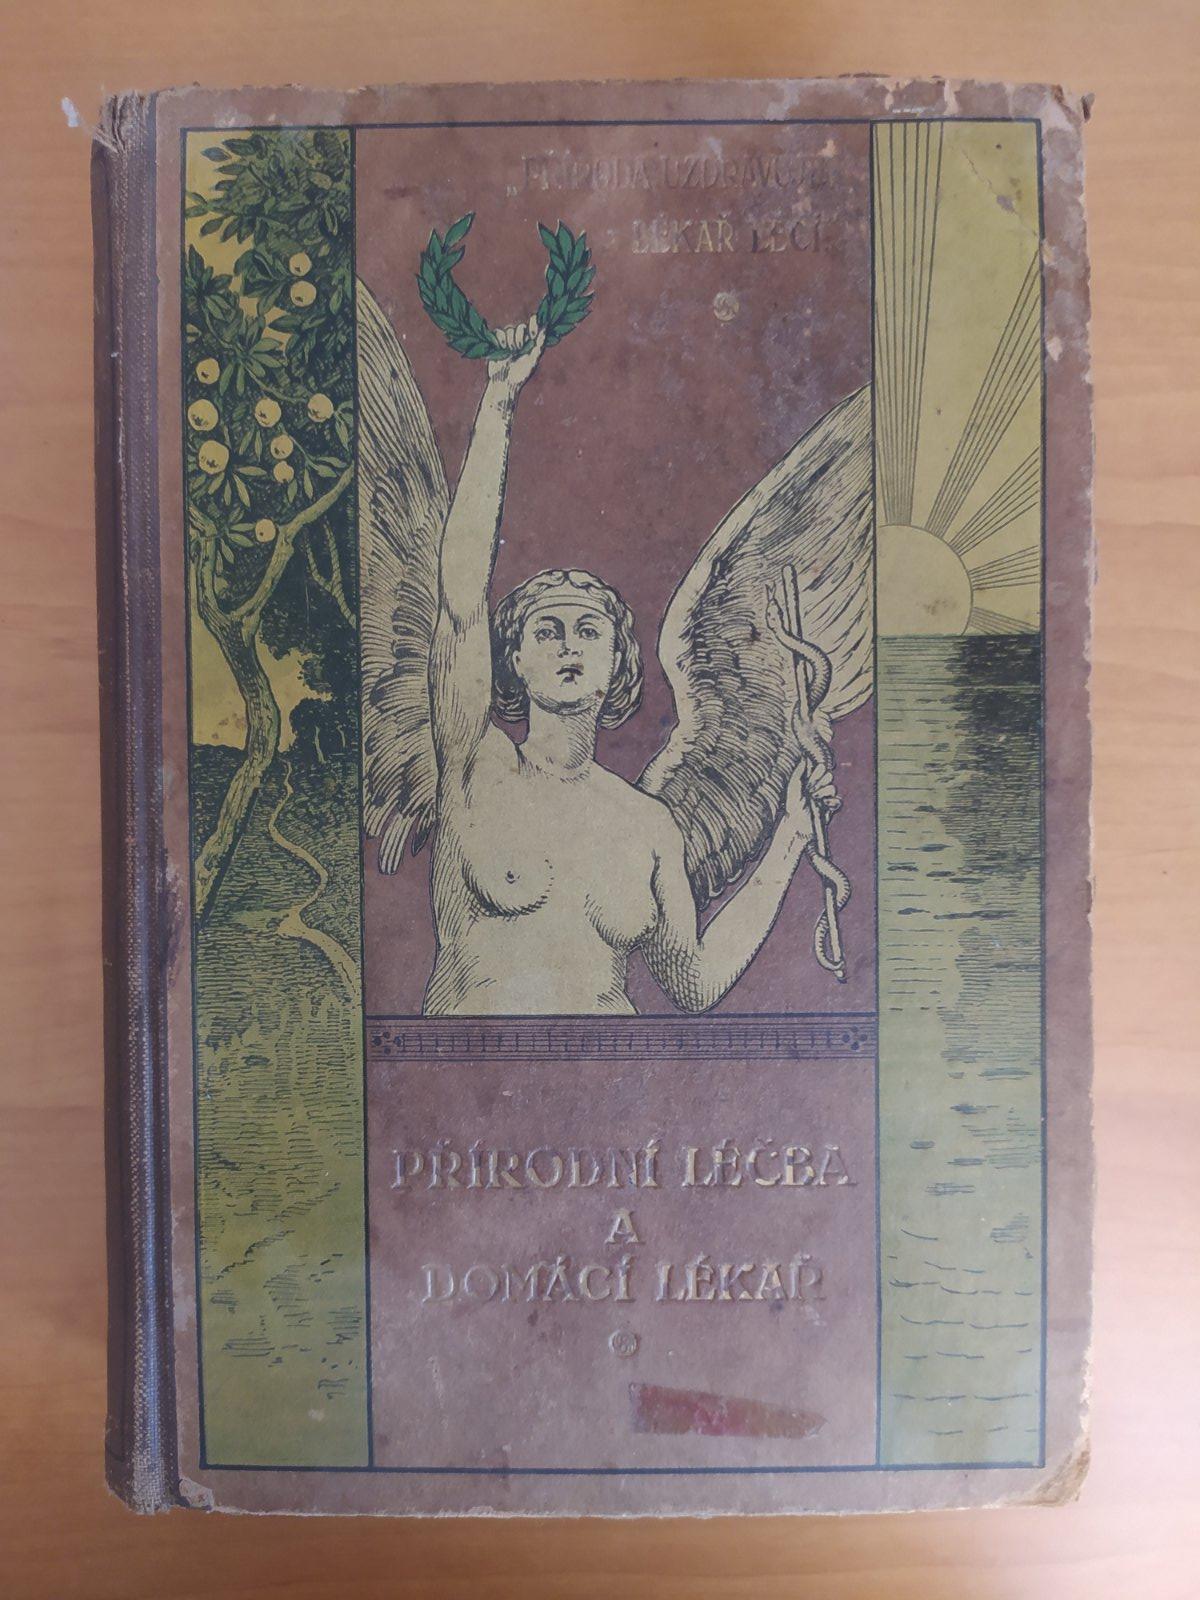 „PŘÍRODA UZDRAVUJE,
LÉKAŘ LÉČÍ.“
PŘÍRODNÍ LÉČBA
A
DOMÁCÍ LÉKAŘ